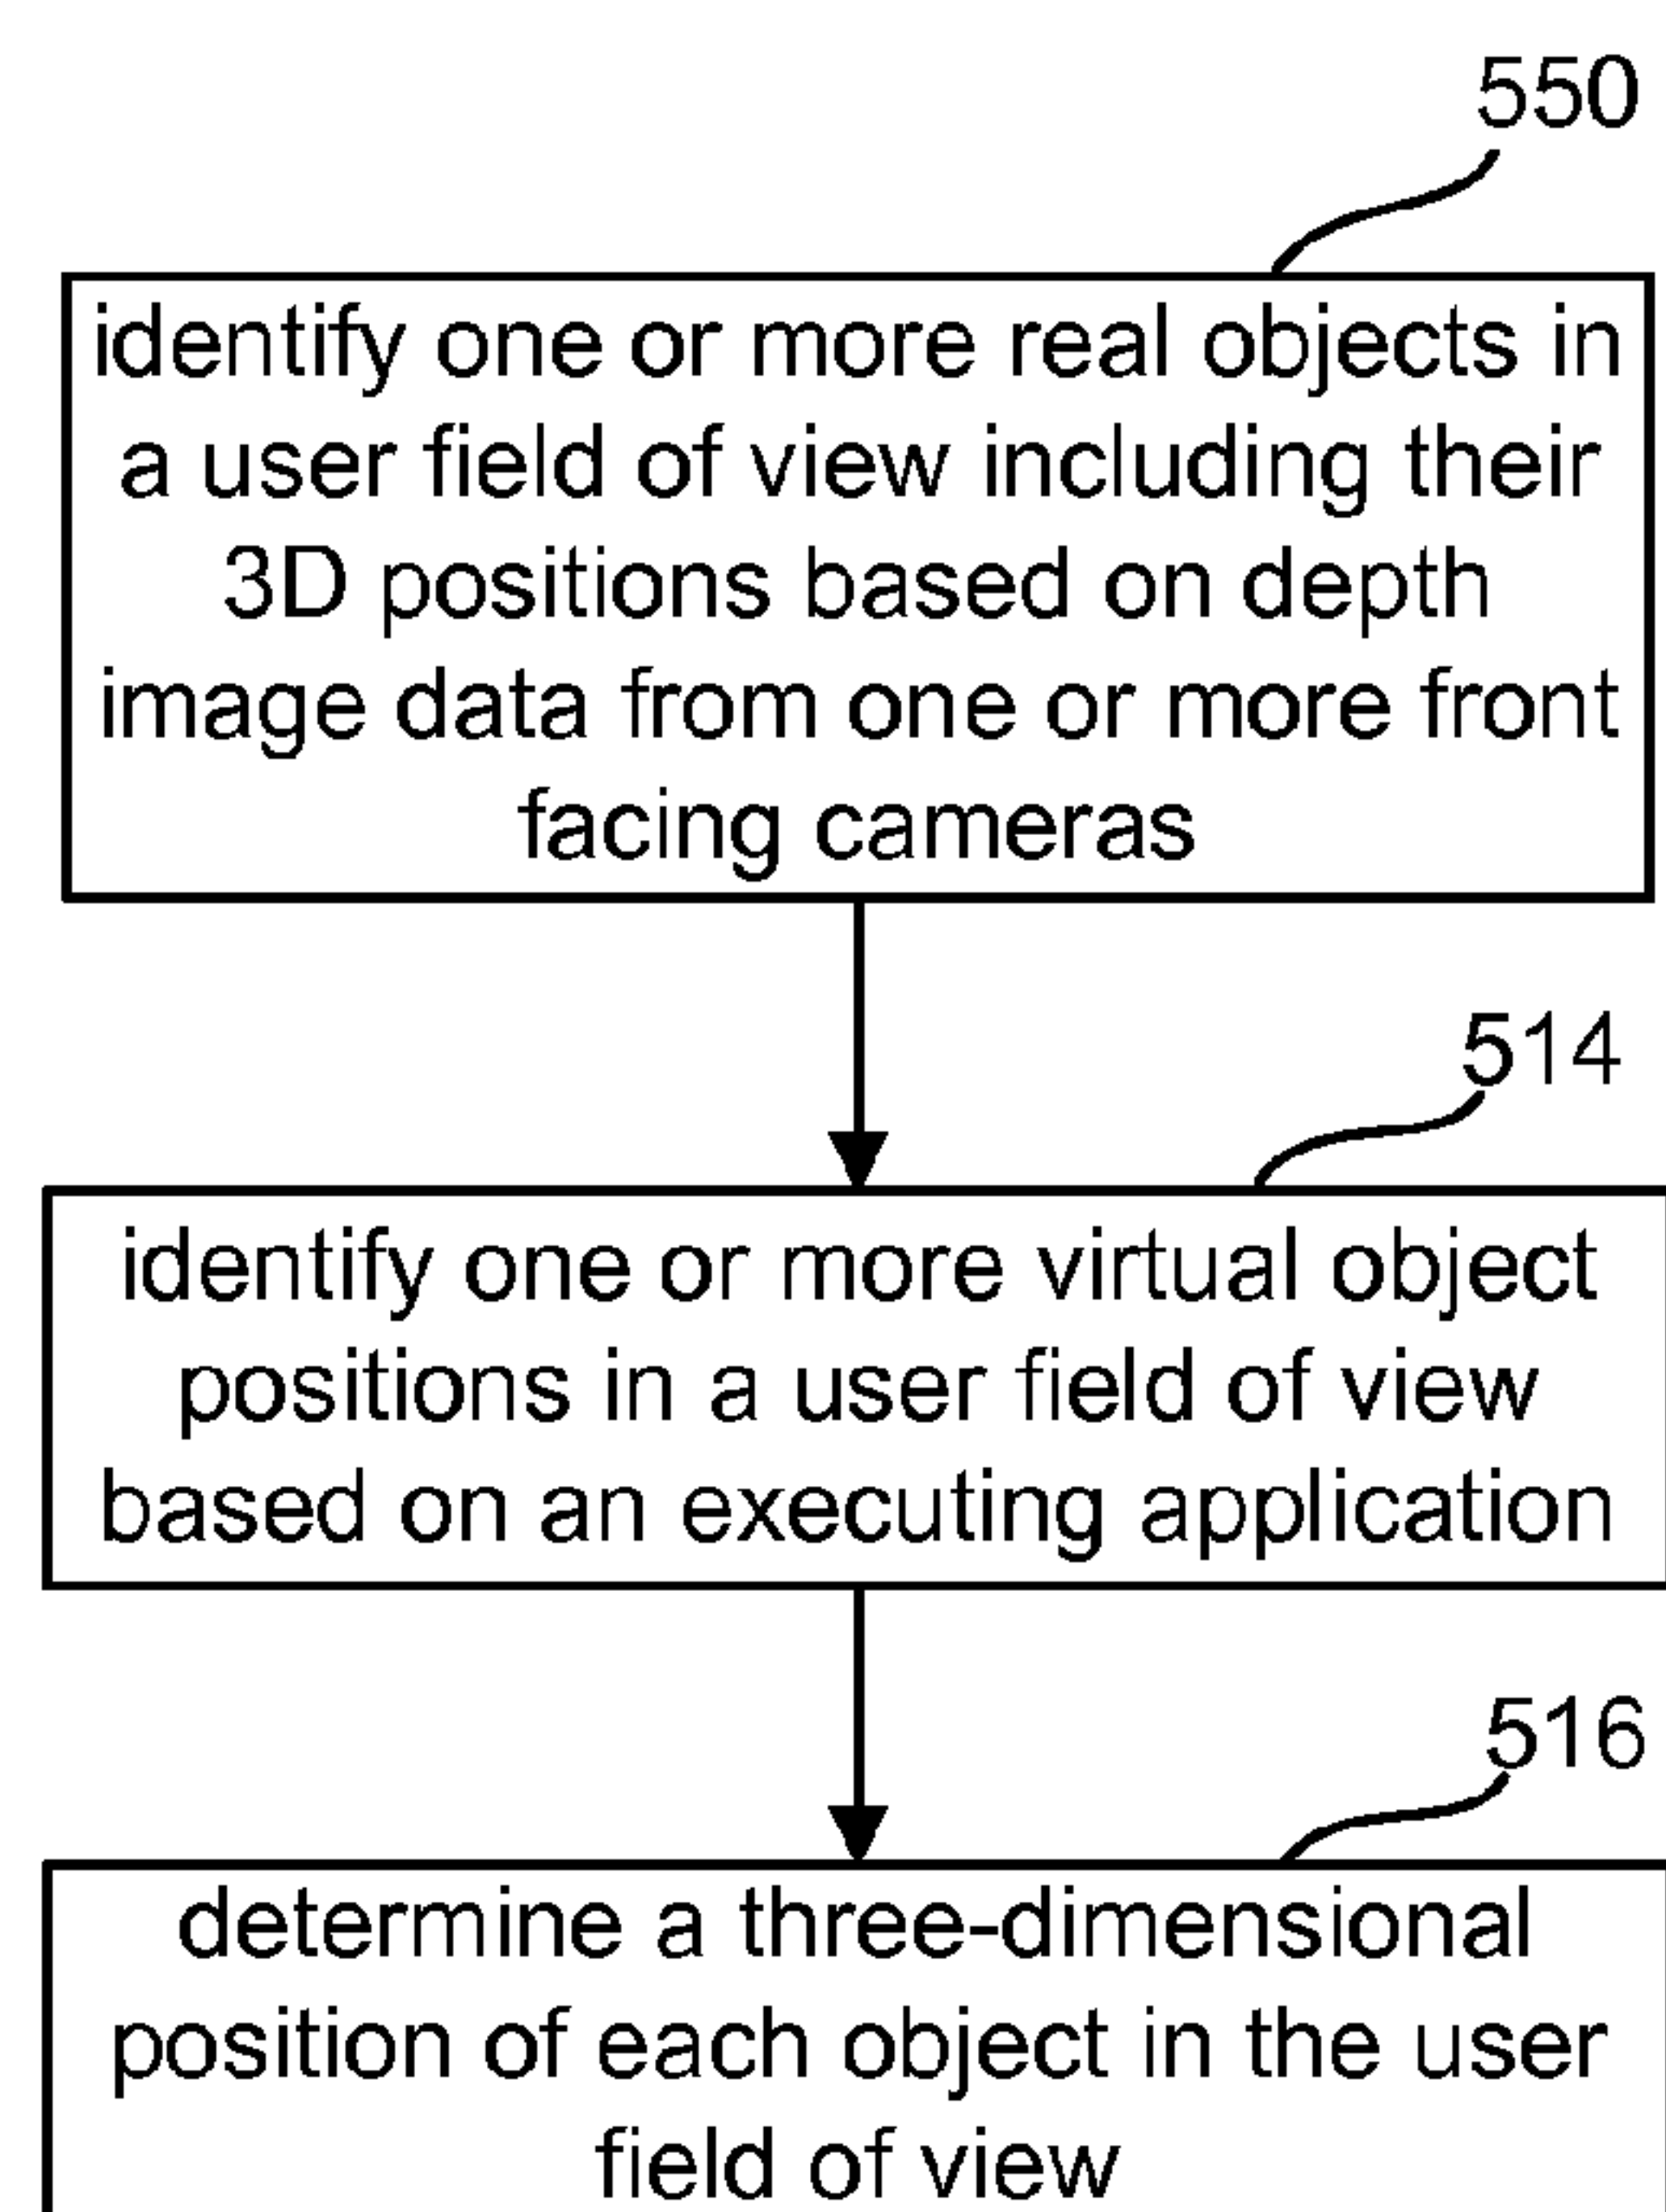 550
identify one or more real objects in
a user field of view including their
3D positions based on depth
image data from one or more front
facing cameras
514
identify one or more virtual object
positions in a user field of view
based on an executing application
516
determine a three-dimensional
position of each object in the user
field of view